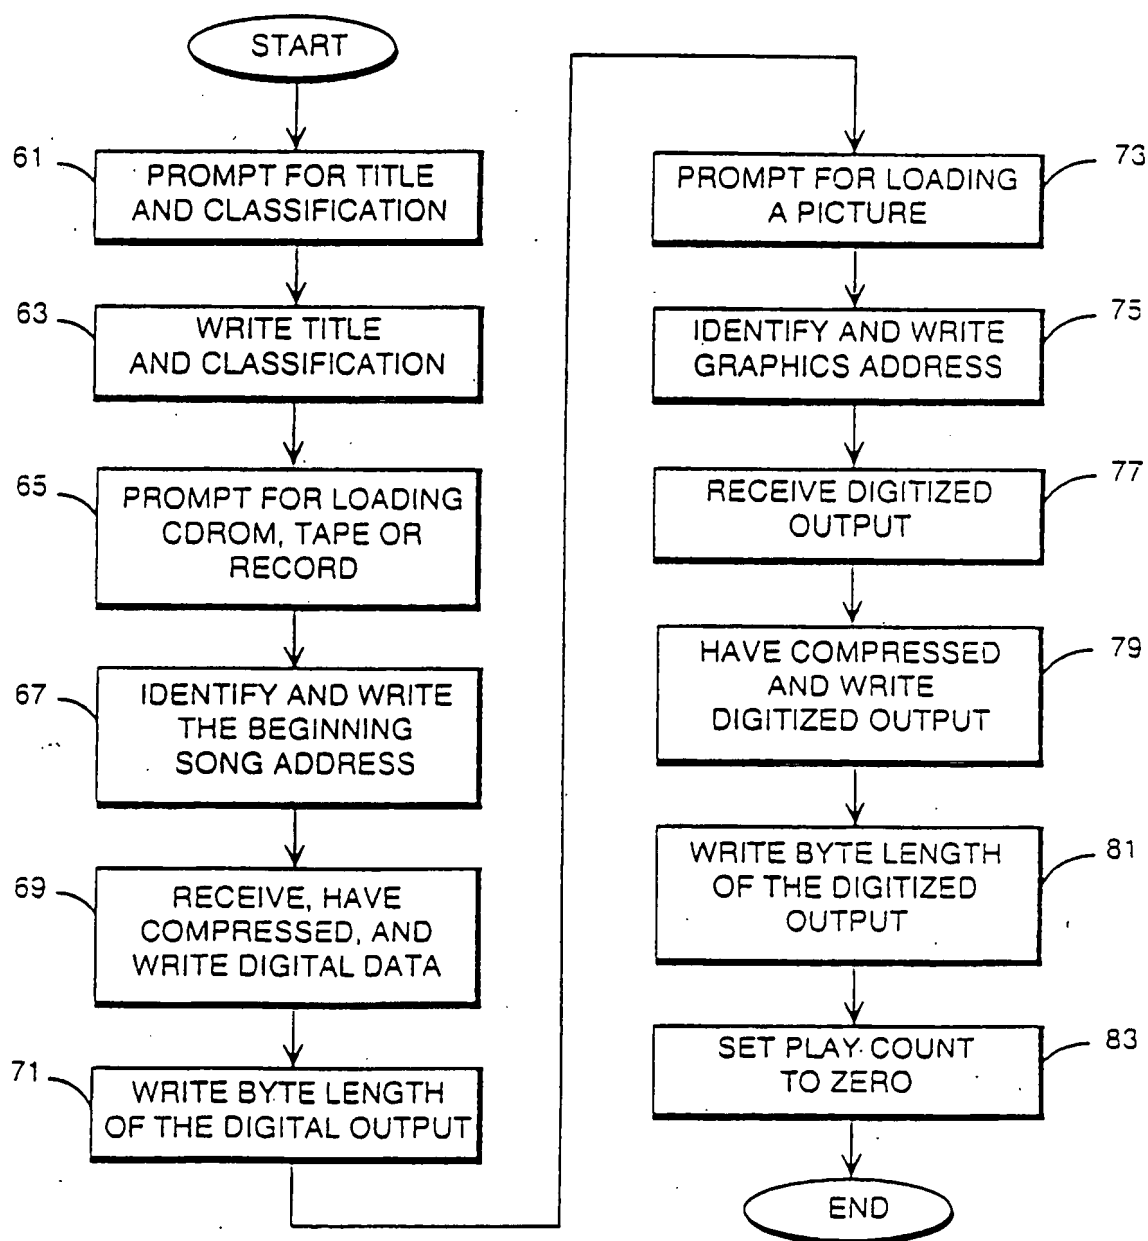 START
61
PROMPT FOR TITLE
AND CLASSIFICATION
63
WRITE TITLE
AND CLASSIFICATION
65
PROMPT FOR LOADING
CDROM, TAPE OR
RECORD
67
IDENTIFY AND WRITE
THE BEGINNING
SONG ADDRESS
69
RECEIVE, HAVE
COMPRESSED, AND
WRITE DIGITAL DATA
71
WRITE BYTE LENGTH
OF THE DIGITAL OUTPUT
73
PROMPT FOR LOADING
A PICTURE
75
IDENTIFY AND WRITE
GRAPHICS ADDRESS
77
RECEIVE DIGITIZED
OUTPUT
79
HAVE COMPRESSED
AND WRITE
DIGITIZED OUTPUT
81
WRITE BYTE LENGTH
OF THE DIGITIZED
OUTPUT
83
SET PLAY COUNT
TO ZERO
END